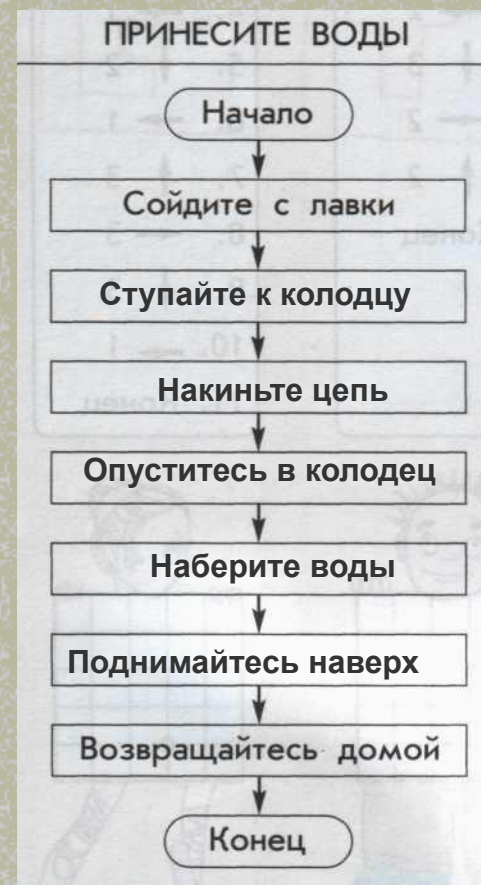 ПРИНЕСИТЕ ВОДЫ
Начало
Сойдите с лавки
Ступайте к колодцу
Накиньте цепь
Опуститесь в колодец
Наберите воды
Поднимайтесь наверх
Возвращайтесь домой
Конец